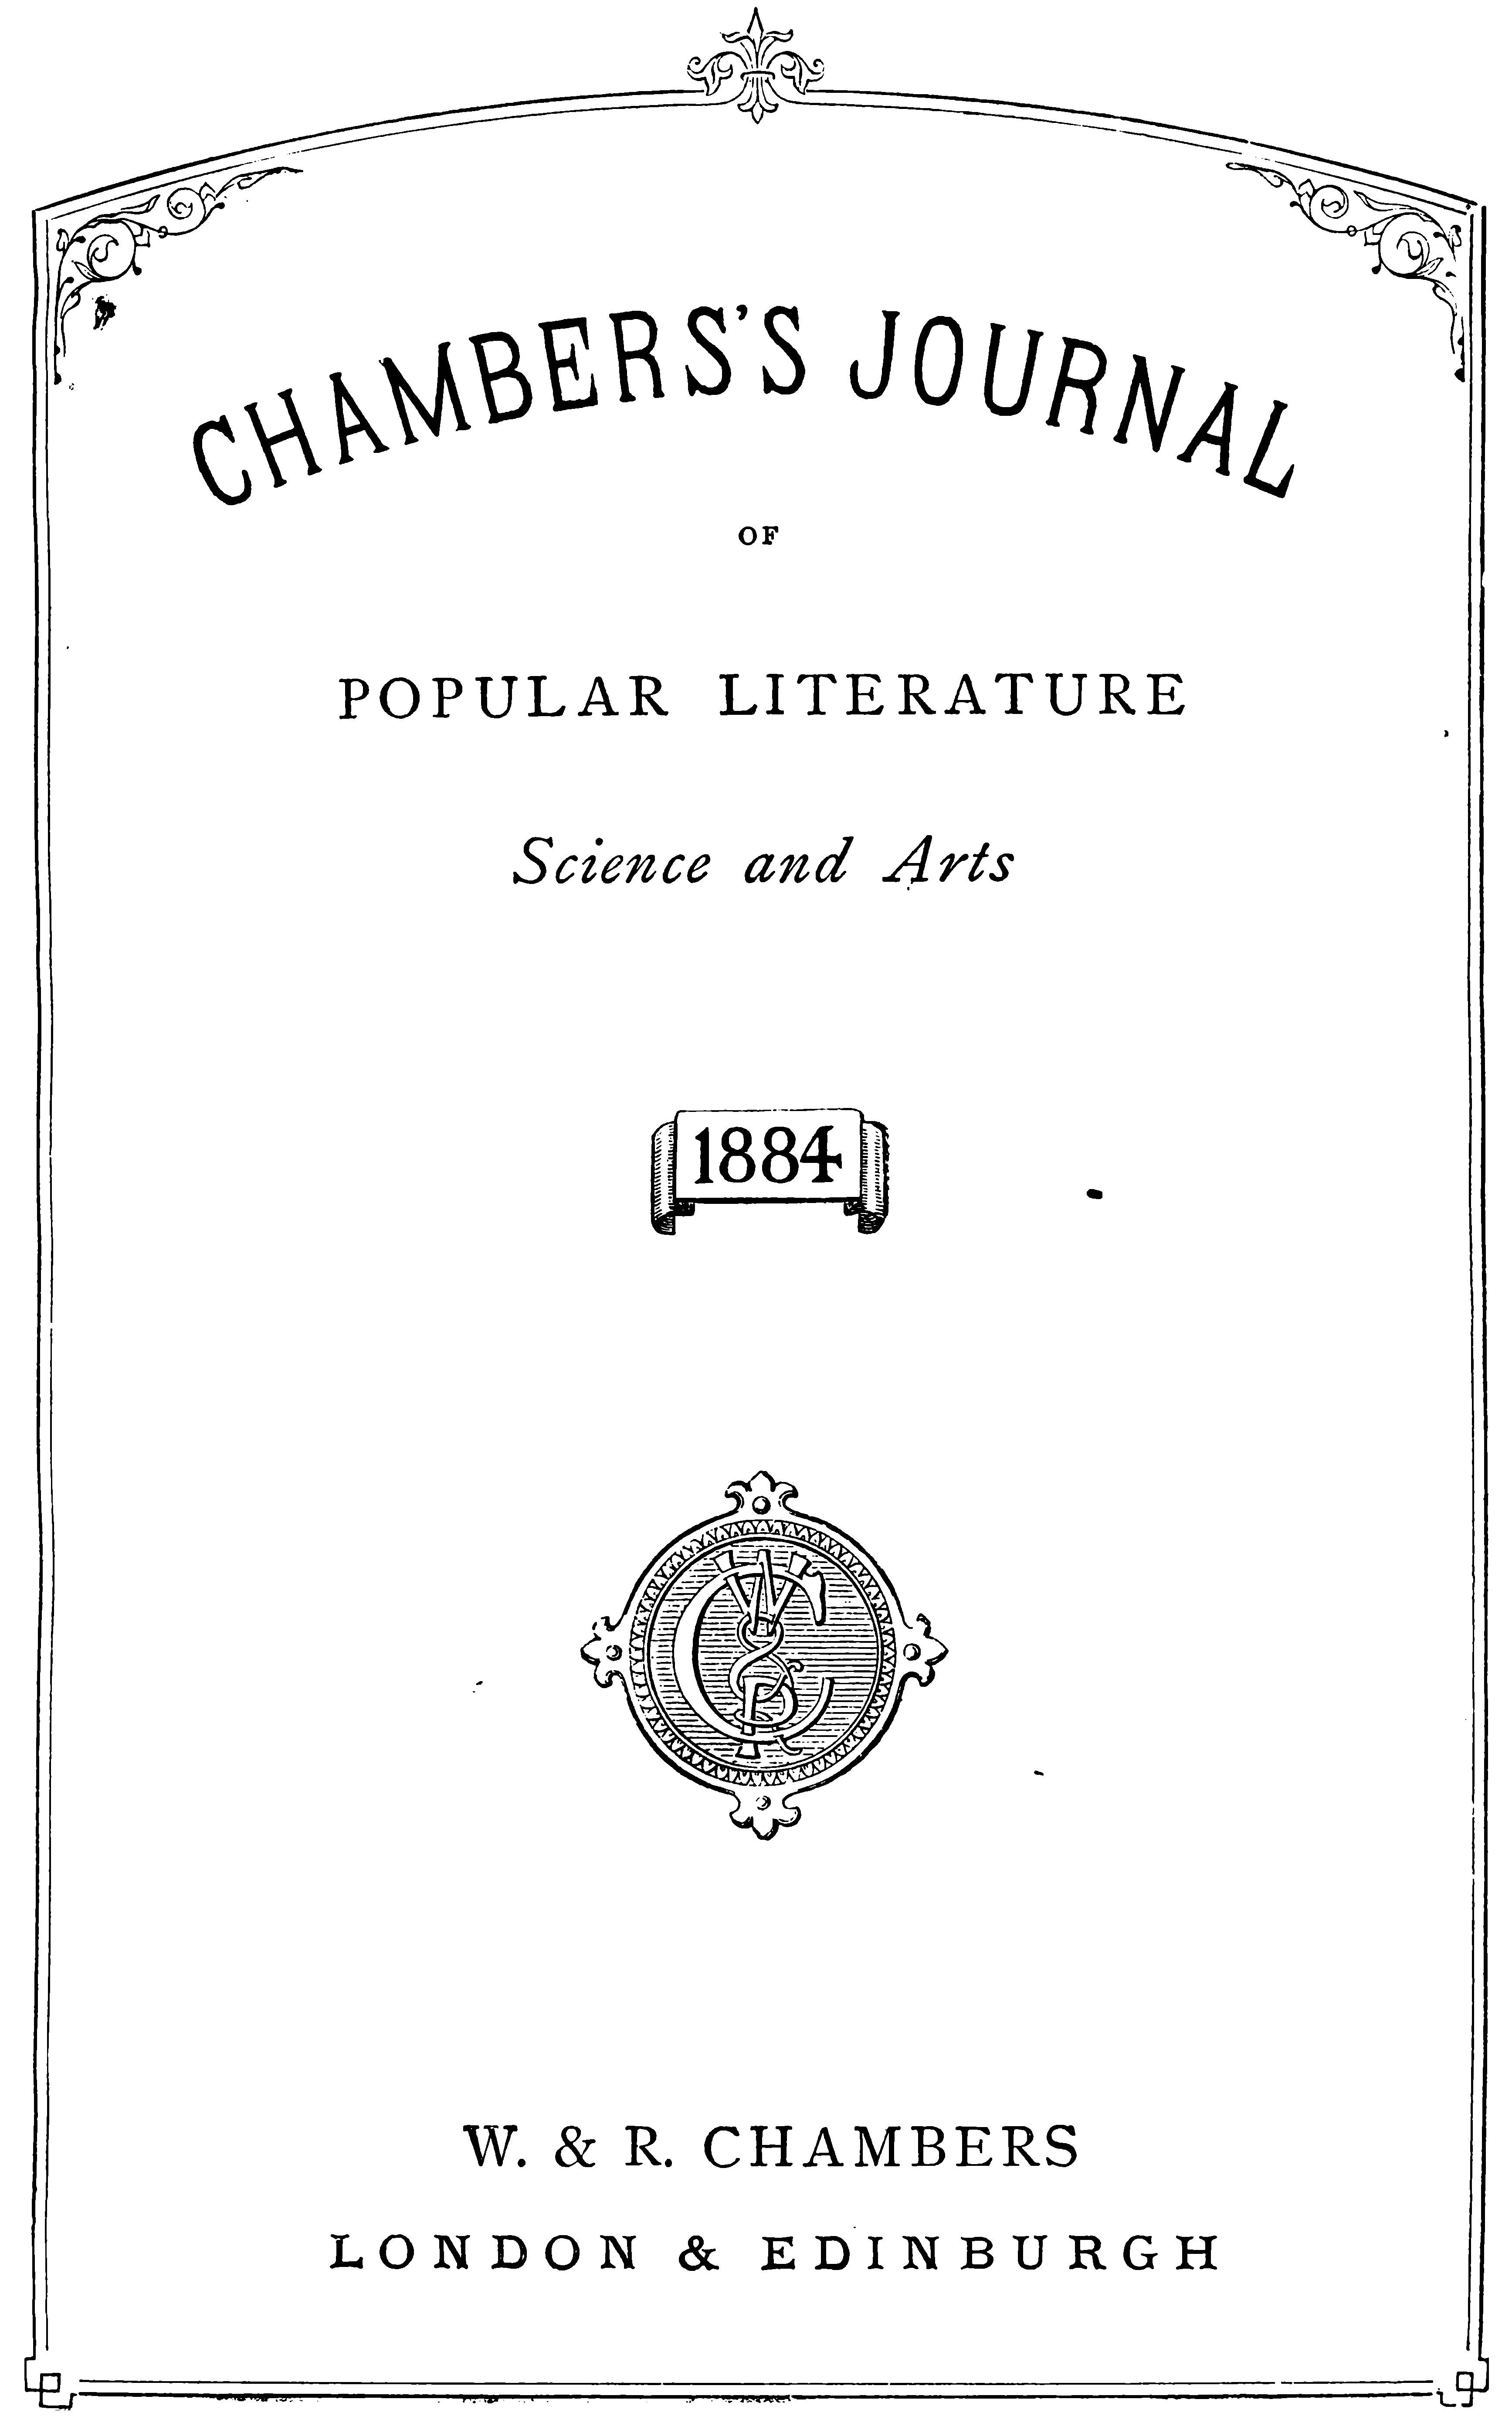 CHAMBERS'S JOURNAL
OF
POPULAR LITERATURE
Science and Arts
1884
W & R C
W. & R. CHAMBERS
LONDON & EDINBURGH